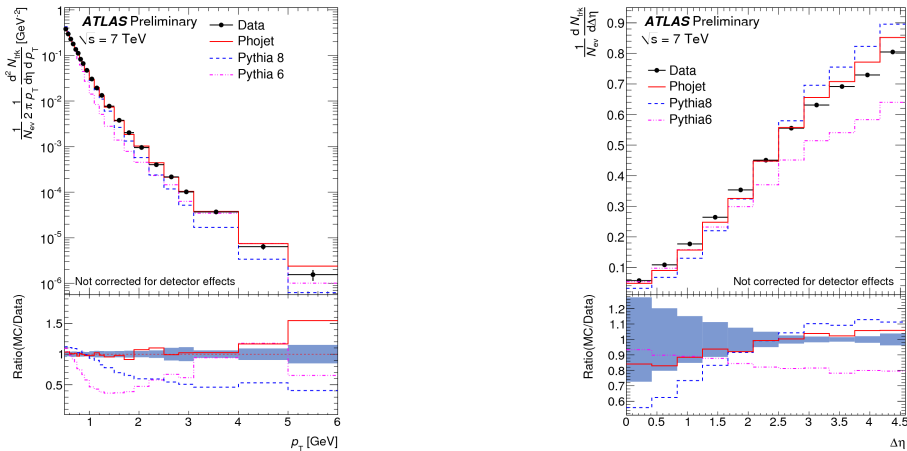 ATLAS Preliminary
√s = 7 TeV
Data
Phojet
Pythia 8
Pythia 6
1/N_ev 1/2 π p_T d² N_trk/dη d p_T [GeV⁻²]
1
10⁻¹
10⁻²
10⁻³
10⁻⁴
10⁻⁵
10⁻⁶
Not corrected for detector effects
Ratio(MC/Data)
1.5
1
0.5
1 2 3 4 5 6
p_T [GeV]
ATLAS Preliminary
√s = 7 TeV
Data
Phojet
Pythia8
Pythia6
1/N_ev d N_trk/dΔη
0.9
0.8
0.7
0.6
0.5
0.4
0.3
0.2
0.1
Not corrected for detector effects
Ratio(MC/Data)
1.2
1.1
1
0.9
0.8
0.7
0.6
0 0.5 1 1.5 2 2.5 3 3.5 4 4.5
Δη